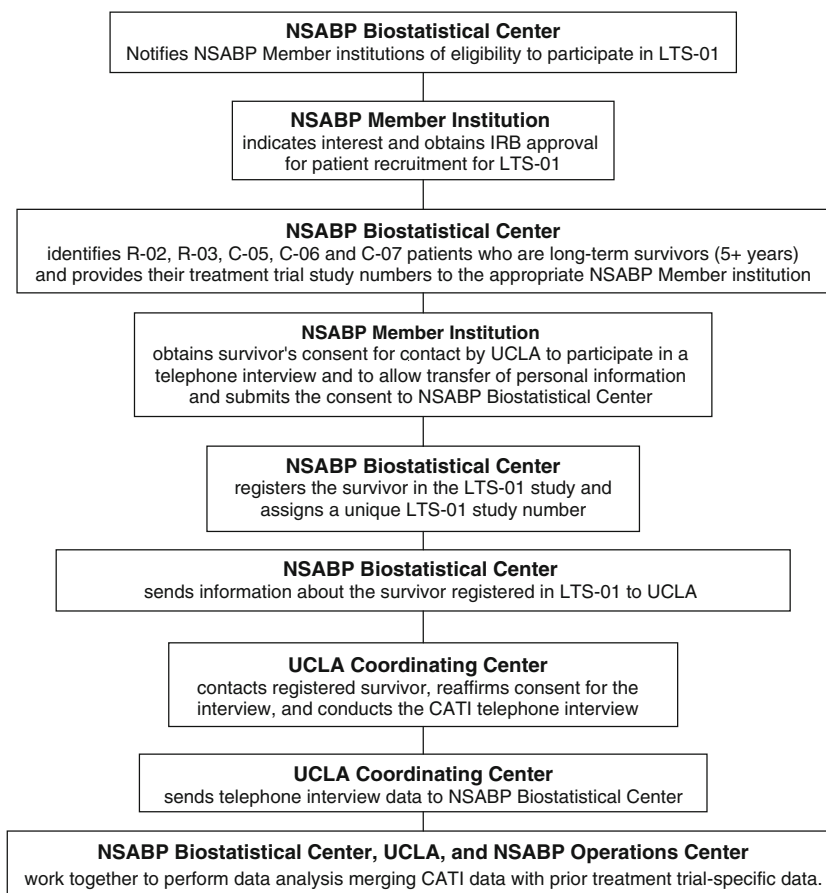 NSABP Biostatistical Center
Notifies NSABP Member institutions of eligibility to participate in LTS-01
NSABP Member Institution
indicates interest and obtains IRB approval
for patient recruitment for LTS-01
NSABP Biostatistical Center
identifies R-02, R-03, C-05, C-06 and C-07 patients who are long-term survivors (5+ years)
and provides their treatment trial study numbers to the appropriate NSABP Member institution
NSABP Member Institution
obtains survivor's consent for contact by UCLA to participate in a
telephone interview and to allow transfer of personal information
and submits the consent to NSABP Biostatistical Center
NSABP Biostatistical Center
registers the survivor in the LTS-01 study and
assigns a unique LTS-01 study number
NSABP Biostatistical Center
sends information about the survivor registered in LTS-01 to UCLA
UCLA Coordinating Center
contacts registered survivor, reaffirms consent for the
interview, and conducts the CATI telephone interview
UCLA Coordinating Center
sends telephone interview data to NSABP Biostatistical Center
NSABP Biostatistical Center, UCLA, and NSABP Operations Center
work together to perform data analysis merging CATI data with prior treatment trial-specific data.